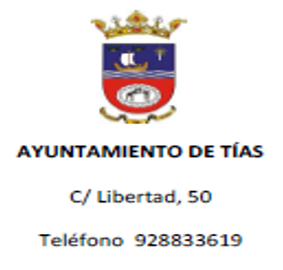 AYUNTAMIENTO DE TÍAS
C/ Libertad, 50
Teléfono 928833619